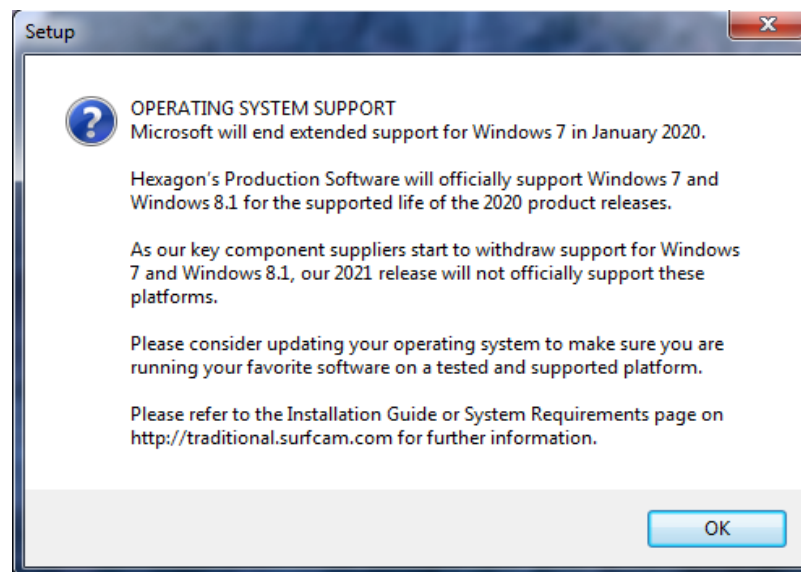 Setup
OPERATING SYSTEM SUPPORT
Microsoft will end extended support for Windows 7 in January 2020.
Hexagon's Production Software will officially support Windows 7 and
Windows 8.1 for the supported life of the 2020 product releases.
As our key component suppliers start to withdraw support for Windows
7 and Windows 8.1, our 2021 release will not officially support these
platforms.
Please consider updating your operating system to make sure you are
running your favorite software on a tested and supported platform.
Please refer to the Installation Guide or System Requirements page on
http://traditional.surfcam.com for further information.
OK